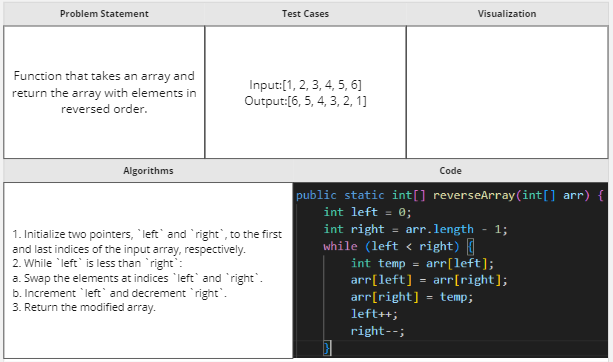 Problem Statement
Test Cases
Visualization
Function that takes an array and
return the array with elements in
reversed order.
Input:[1, 2, 3, 4, 5, 6]
Output:[6, 5, 4, 3, 2, 1]
Algorithms
Code
1. Initialize two pointers, `left` and `right`, to the first
and last indices of the input array, respectively.
2. While `left` is less than `right`:
a. Swap the elements at indices `left` and `right`.
b. Increment `left` and decrement `right`.
3. Return the modified array.
public static int[] reverseArray(int[] arr) {
int left = 0;
int right = arr.length - 1;
while (left < right) {
int temp = arr[left];
arr[left] = arr[right];
arr[right] = temp;
left++;
right--;
}